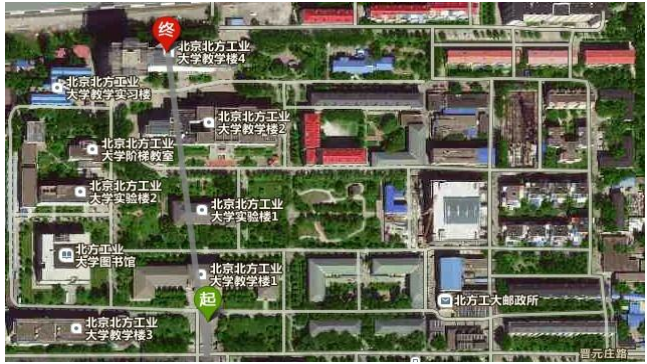 终
北京北方工业
大学教学楼4
北京北方工业
大学教学实习楼
北京北方工业
大学教学楼2
北京北方工业
大学阶梯教室
北京北方工业
大学实验楼2
北京北方工业
大学实验楼1
北方工业
大学图书馆
北京北方工业
大学教学楼1
起
北方工大邮政所
北京北方工业
大学教学楼3
晋元庄路